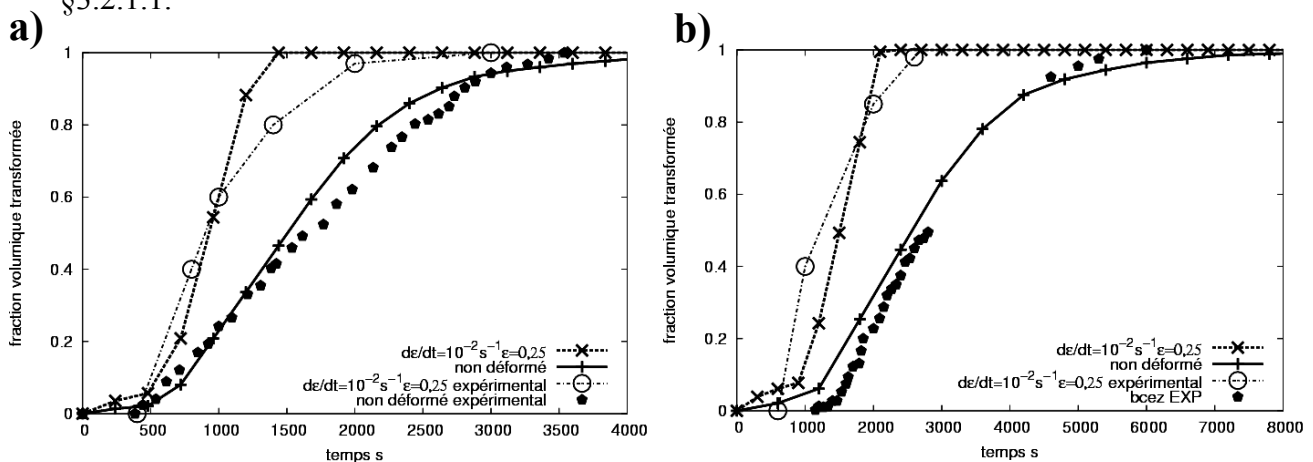 §3.2.1.1.
a)
fraction volumique transformée
1
0.8
0.6
0.4
0.2
0
0 500 1000 1500 2000 2500 3000 3500 4000
temps s
dε/dt=10⁻²s⁻¹ε=0,25
non déformé
dε/dt=10⁻²s⁻¹ε=0,25 expérimental
non déformé expérimental
b)
fraction volumique transformée
1
0.8
0.6
0.4
0.2
0
0 1000 2000 3000 4000 5000 6000 7000 8000
temps s
dε/dt=10⁻²s⁻¹ε=0,25
non déformé
dε/dt=10⁻²s⁻¹ε=0,25 expérimental
bcez EXP